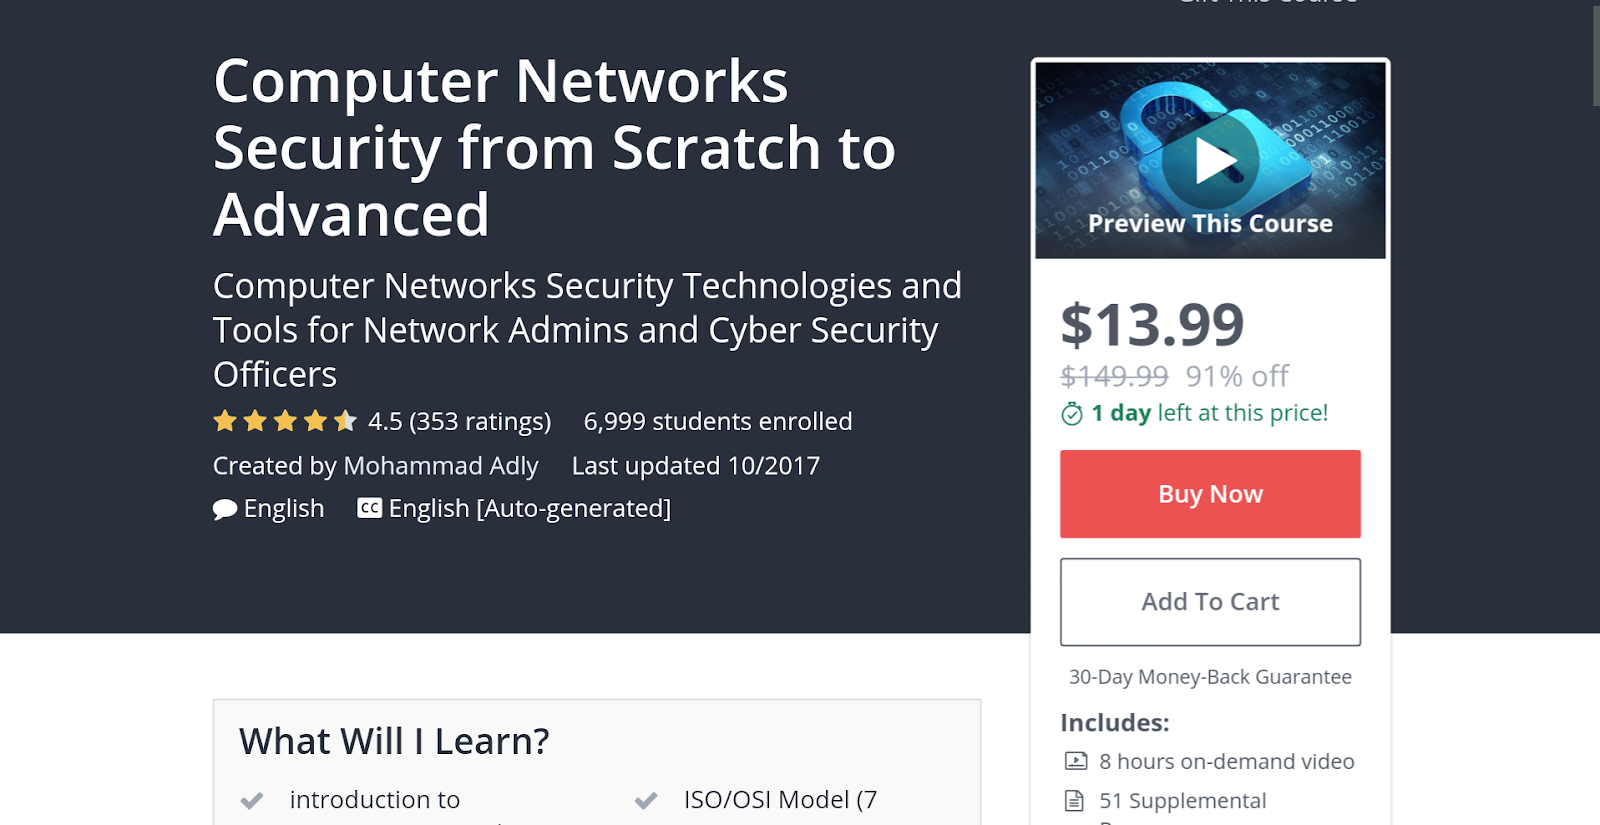 Computer Networks
Security from Scratch to
Advanced
Computer Networks Security Technologies and
Tools for Network Admins and Cyber Security
Officers
4.5 (353 ratings) 6,999 students enrolled
Created by Mohammad Adly Last updated 10/2017
English CC English [Auto-generated]
What Will I Learn?
introduction to
ISO/OSI Model (7
Preview This Course
$13.99
$149.99 91% off
1 day left at this price!
Buy Now
Add To Cart
30-Day Money-Back Guarantee
Includes:
8 hours on-demand video
51 Supplemental